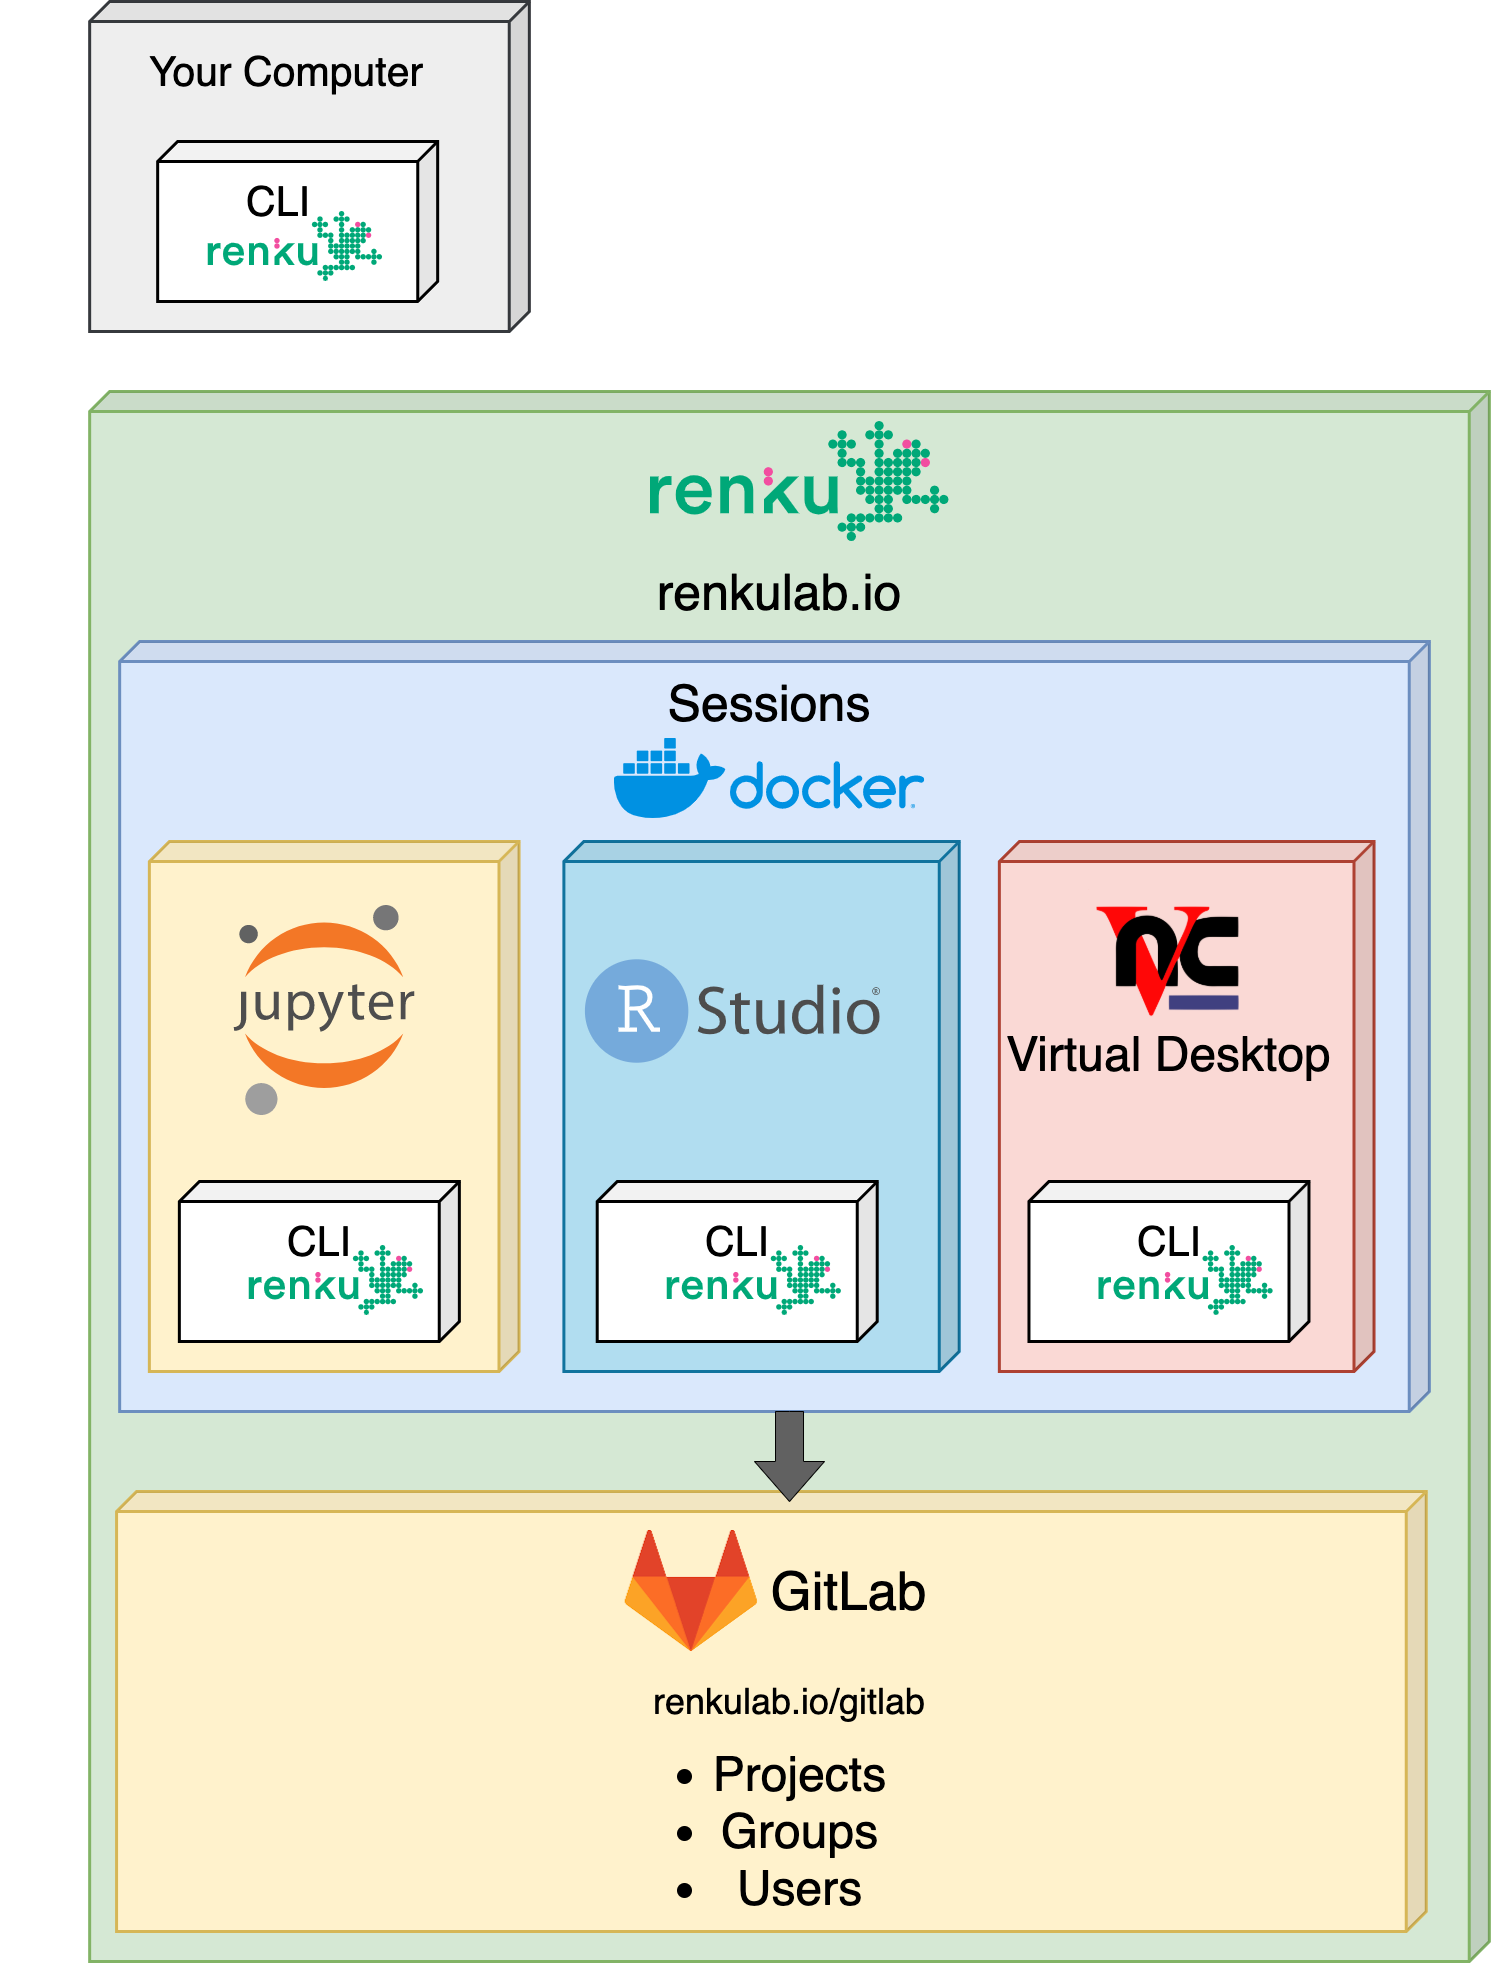 Your Computer
CLI
renku
renku
renkulab.io
Sessions
docker
jupyter
R Studio®
vnc
Virtual Desktop
CLI
renku
CLI
renku
CLI
renku
GitLab
renkulab.io/gitlab
• Projects
• Groups
• Users